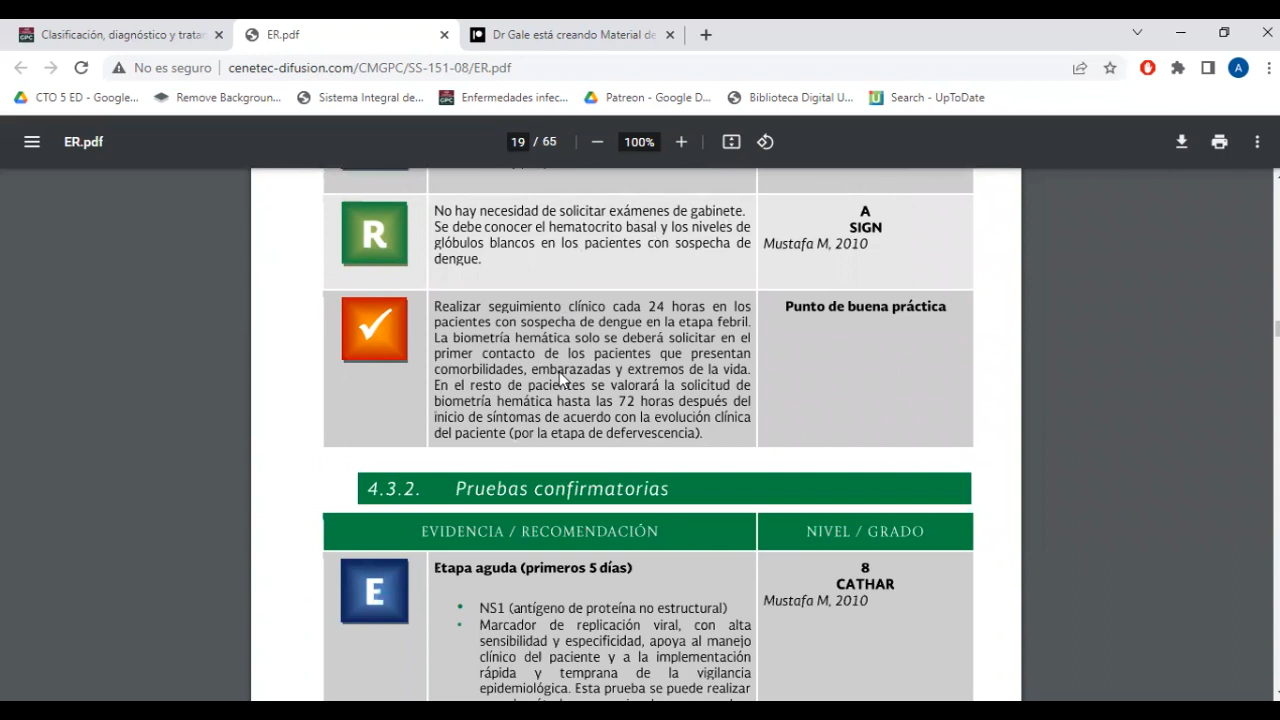 Clasificación, diagnóstico y tratar
ER.pdf
Dr Gale está creando Material de
No es seguro
cenetec-difusion.com/CMGPC/SS-151-08/ER.pdf
A
CTO 5 ED - Google...
Remove Backgroun...
Sistema Integral de...
GPC
Enfermedades infec...
Patreon - Google D...
Biblioteca Digital U...
Search - UpToDate
ER.pdf
19 / 65
100%
R
No hay necesidad de solicitar exámenes de gabinete.
Se debe conocer el hematocrito basal y los niveles de
glóbulos blancos en los pacientes con sospecha de
dengue.
A
SIGN
Mustafa M, 2010
Realizar seguimiento clínico cada 24 horas en los
pacientes con sospecha de dengue en la etapa febril.
La biometría hemática solo se deberá solicitar en el
primer contacto de los pacientes que presentan
comorbilidades, embarazadas y extremos de la vida.
En el resto de pacientes se valorará la solicitud de
biometría hemática hasta las 72 horas después del
inicio de síntomas de acuerdo con la evolución clínica
del paciente (por la etapa de defervescencia).
Punto de buena práctica
4.3.2. Pruebas confirmatorias
EVIDENCIA / RECOMENDACIÓN
NIVEL / GRADO
E
Etapa aguda (primeros 5 días)
• NS1 (antígeno de proteína no estructural)
• Marcador de replicación viral, con alta
sensibilidad y especificidad, apoya al manejo
clínico del paciente y a la implementación
rápida y temprana de la vigilancia
epidemiológica. Esta prueba se puede realizar
8
CATHAR
Mustafa M, 2010